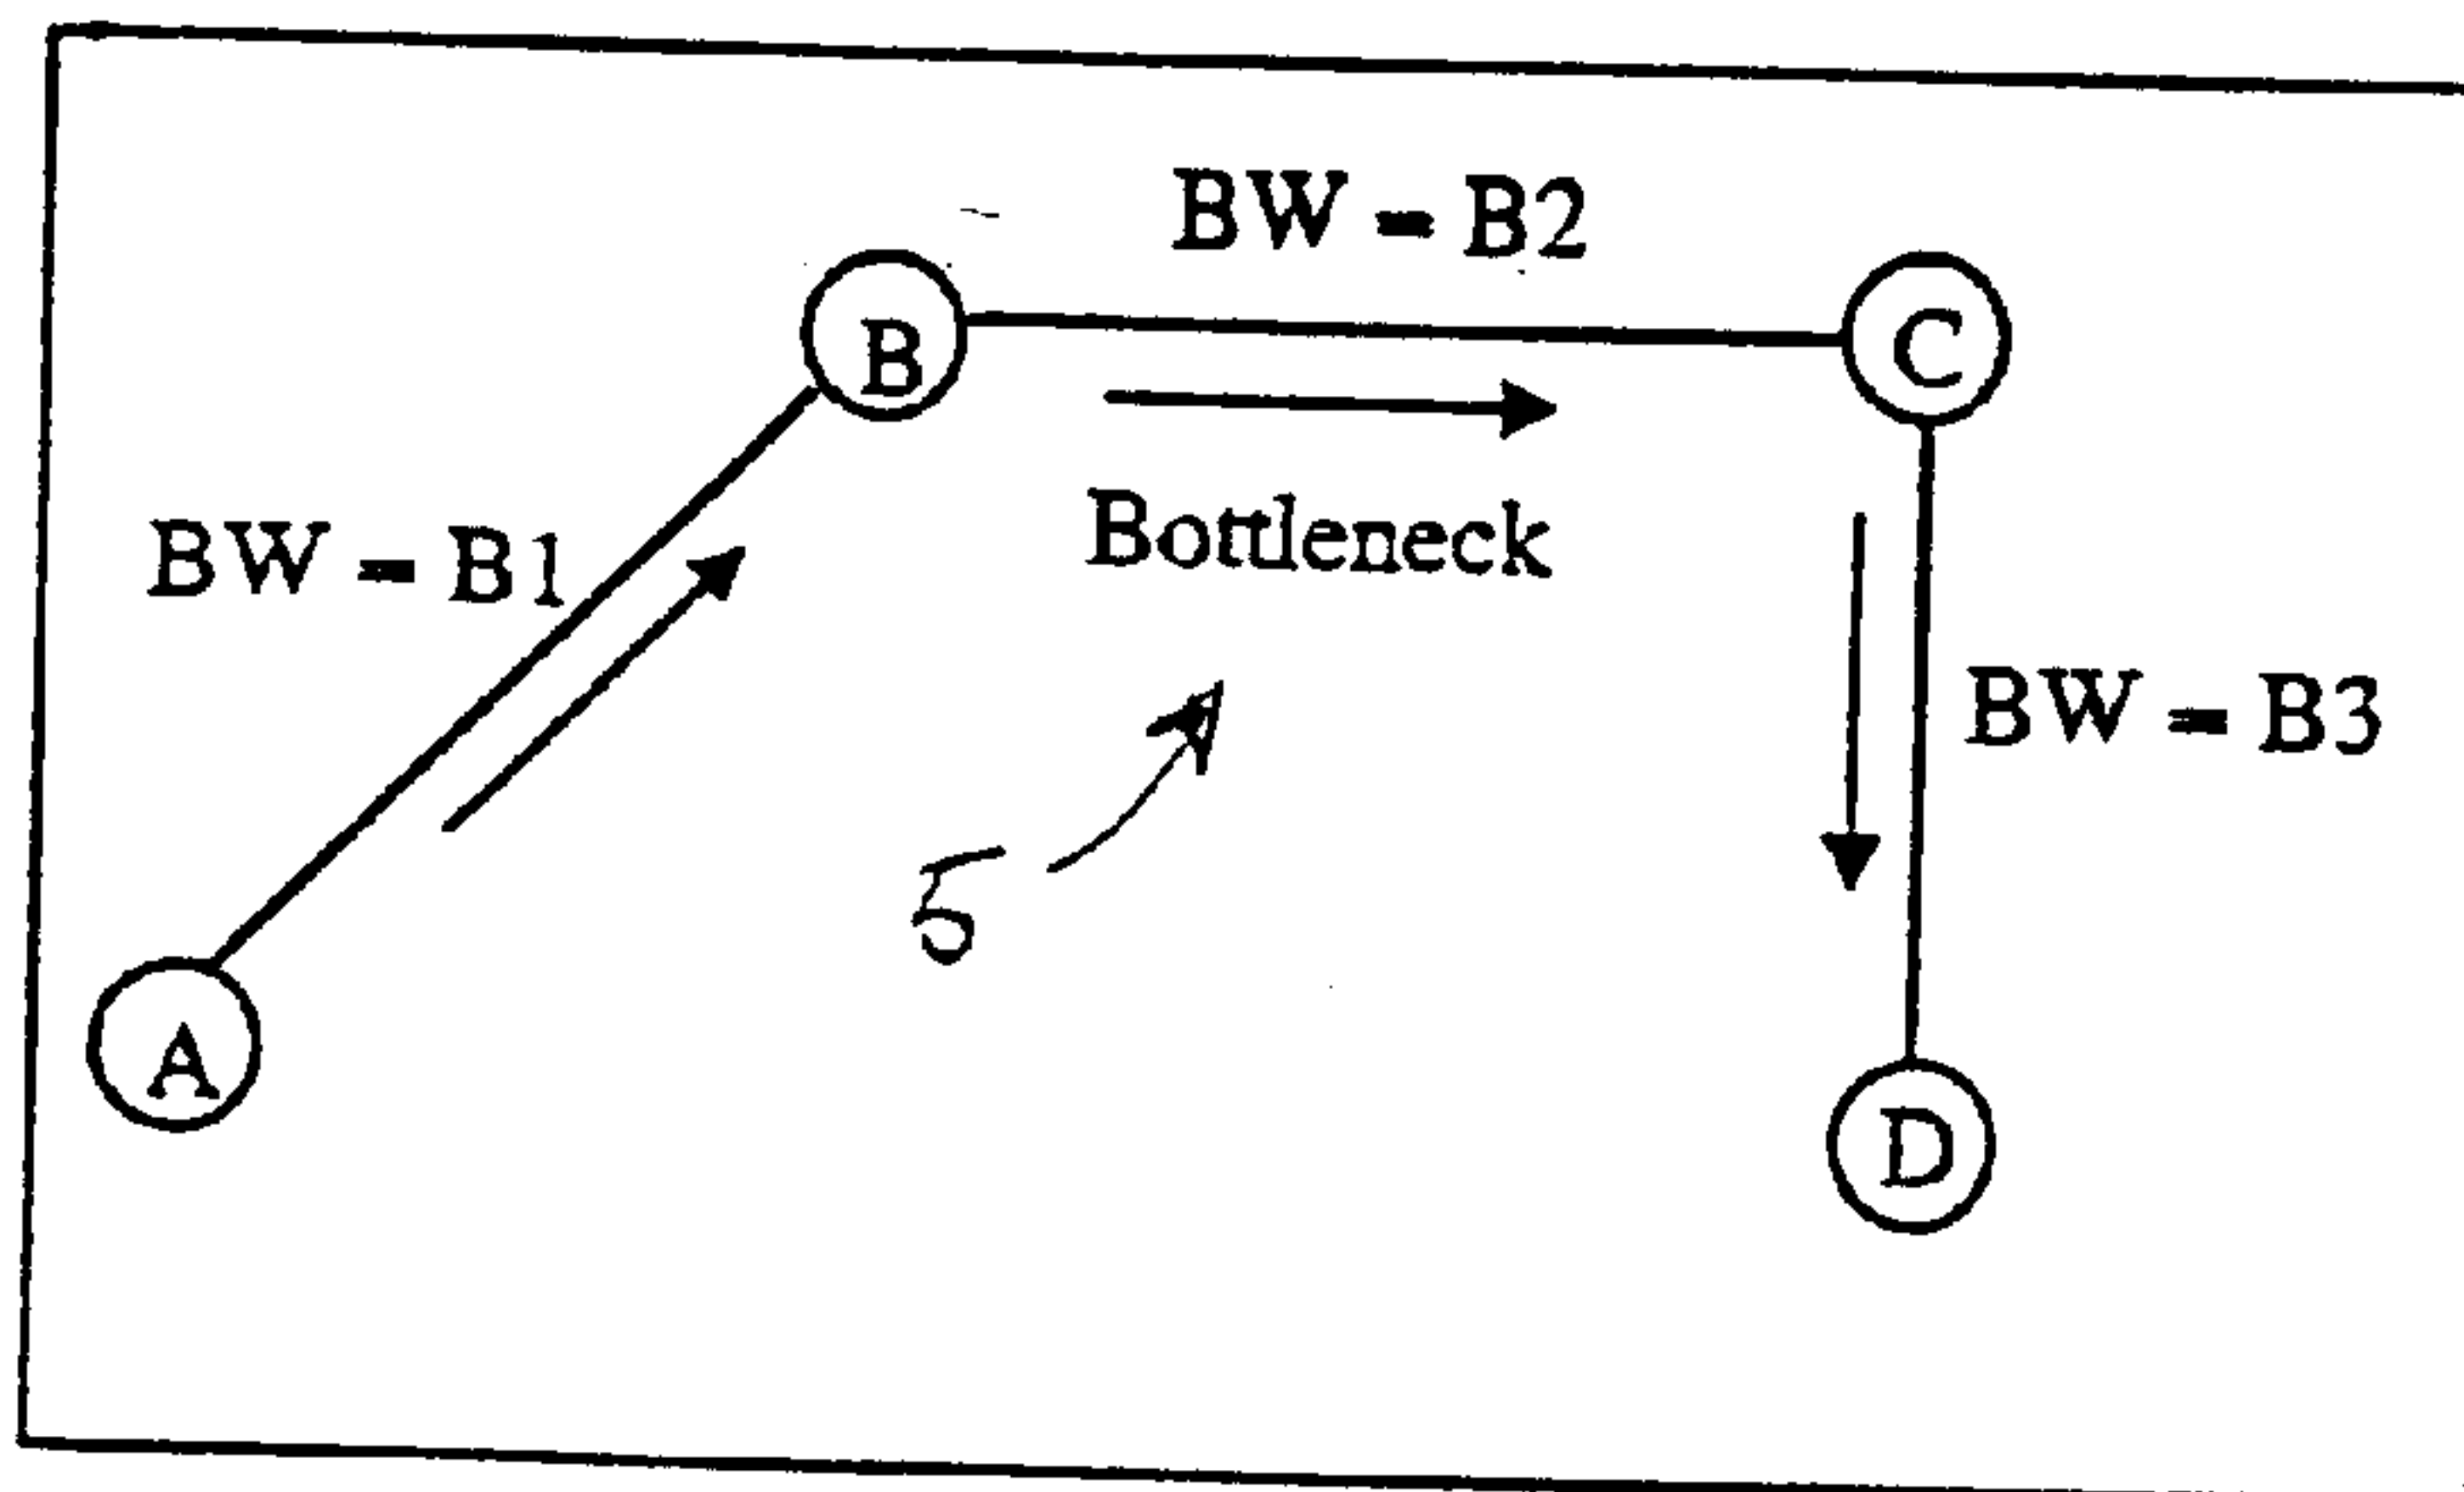 BW = B2
B
C
BW = B1
Bottleneck
BW = B3
5
A
D